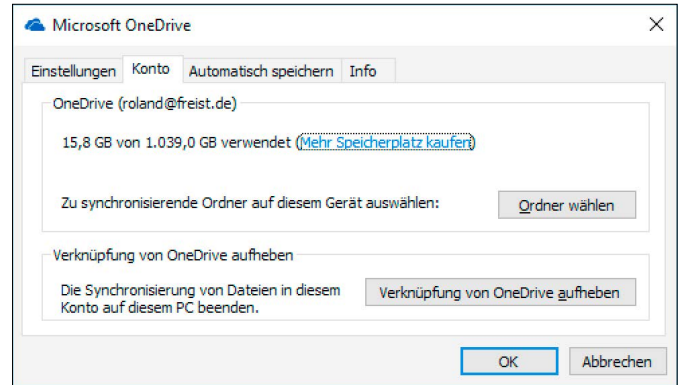 Microsoft OneDrive
Einstellungen Konto Automatisch speichern Info
OneDrive (roland@freist.de)
15,8 GB von 1.039,0 GB verwendet (Mehr Speicherplatz kaufen)
Zu synchronisierende Ordner auf diesem Gerät auswählen: Ordner wählen
Verknüpfung von OneDrive aufheben
Die Synchronisierung von Dateien in diesem
Konto auf diesem PC beenden.
Verknüpfung von OneDrive aufheben
OK Abbrechen